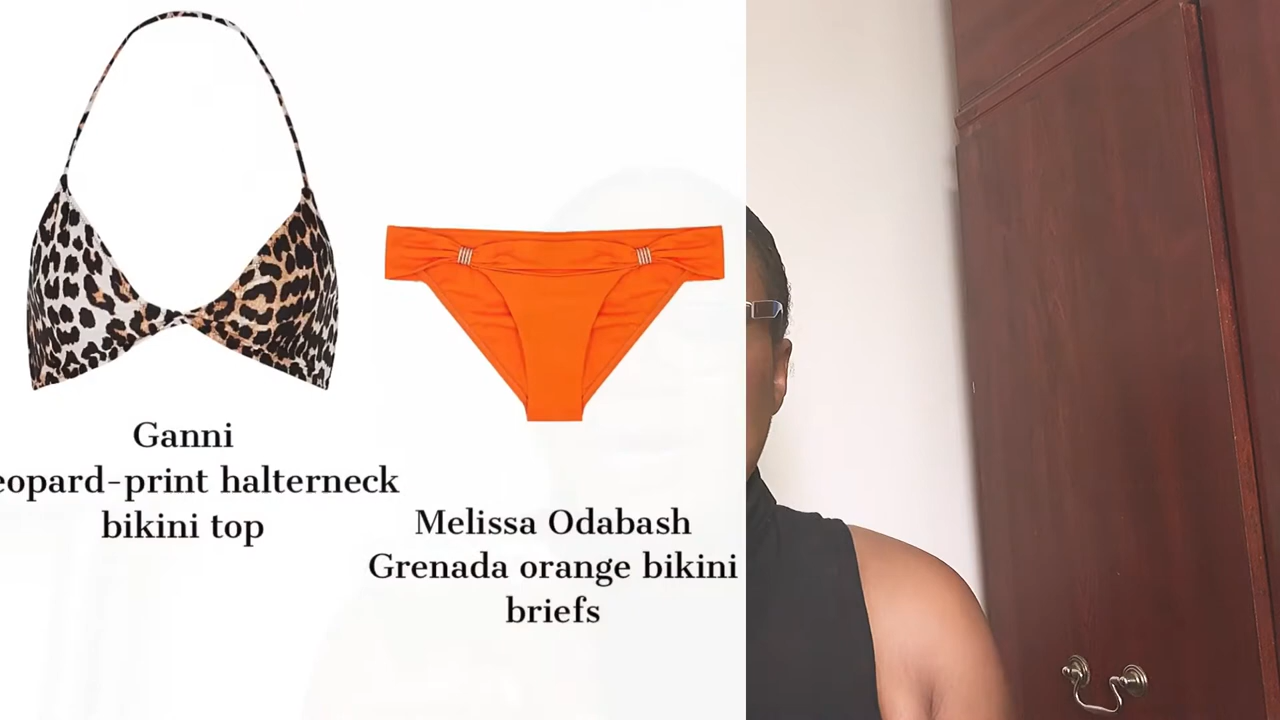 Ganni
eopard-print halterneck
bikini top
Melissa Odabash
Grenada orange bikini
briefs